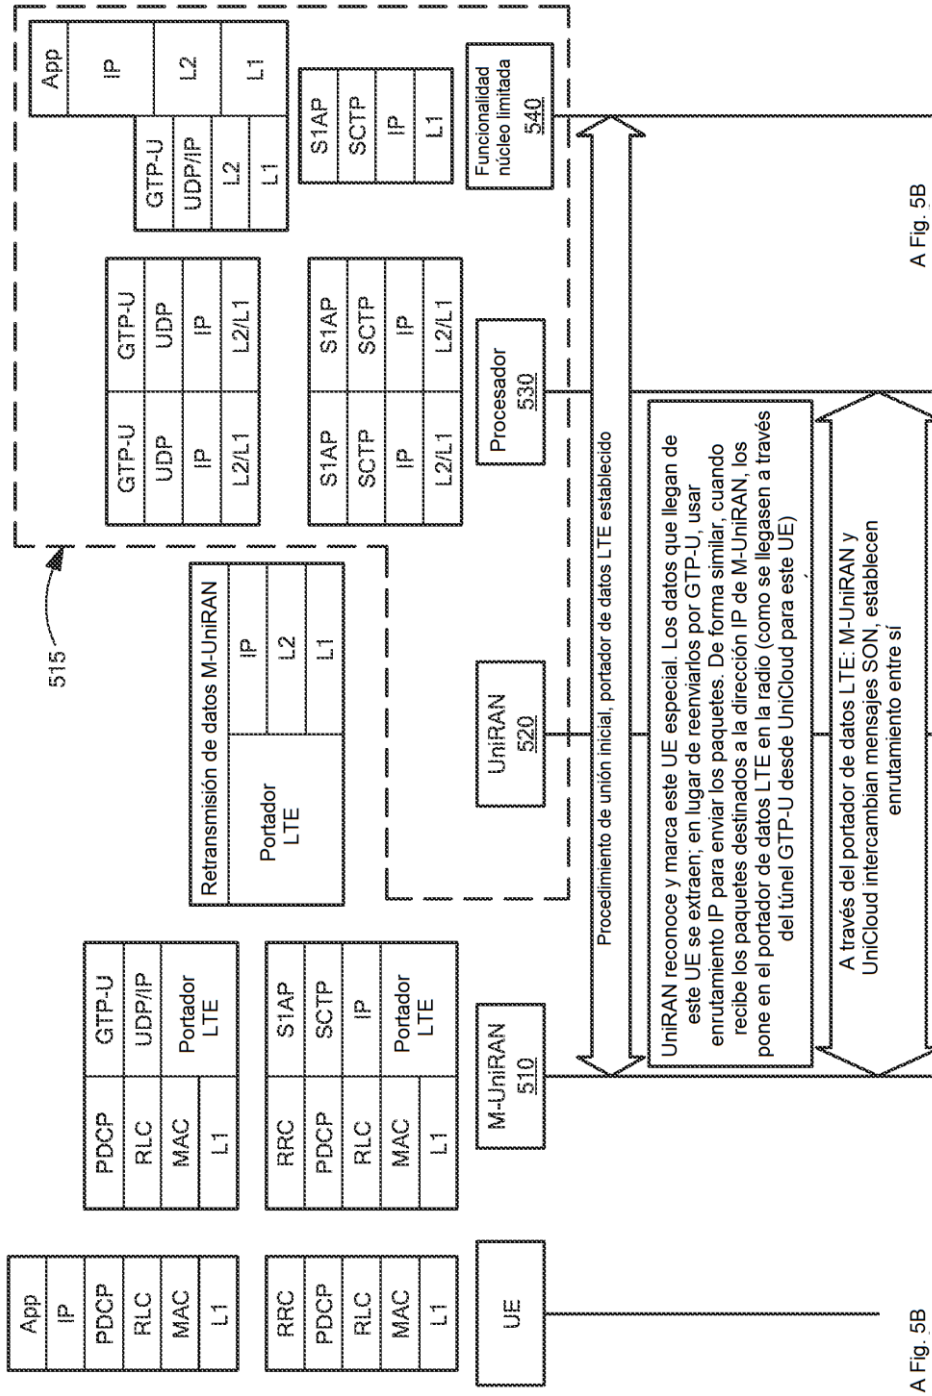 App
IP
PDCP
RLC
MAC
L1
RRC
PDCP
RLC
MAC
L1
UE
PDCP
RLC
MAC
L1
GTP-U
UDP/IP
Portador
LTE
RRC
PDCP
RLC
MAC
L1
S1AP
SCTP
IP
Portador
LTE
M-UniRAN
510
515
Retransmisión de datos M-UniRAN
Portador
LTE
IP
L2
L1
UniRAN
520
GTP-U
UDP
IP
L2/L1
GTP-U
UDP
IP
L2/L1
S1AP
SCTP
IP
L2/L1
S1AP
SCTP
IP
L2/L1
Procesador
530
GTP-U
UDP/IP
L2
L1
App
IP
L2
L1
S1AP
SCTP
IP
L1
Funcionalidad
núcleo limitada
540
Procedimiento de unión inicial, portador de datos LTE establecido
UniRAN reconoce y marca este UE especial. Los datos que llegan de
este UE se extraen; en lugar de reenviarlos por GTP-U, usar
enrutamiento IP para enviar los paquetes. De forma similar, cuando
recibe los paquetes destinados a la dirección IP de M-UniRAN, los
pone en el portador de datos LTE en la radio (como se llegasen a través
del túnel GTP-U desde UniCloud para este UE)
A través del portador de datos LTE: M-UniRAN y
UniCloud intercambian mensajes SON, establecen
enrutamiento entre sí
A Fig. 5B
A Fig. 5B